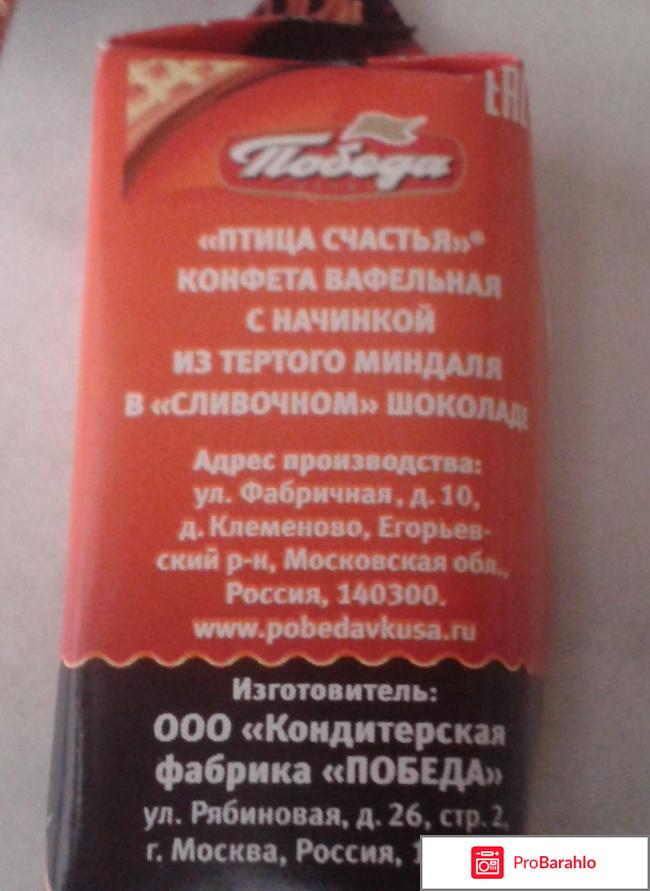 EAC
Победа
«ПТИЦА СЧАСТЬЯ»®
КОНФЕТА ВАФЕЛЬНАЯ
С НАЧИНКОЙ
ИЗ ТЕРТОГО МИНДАЛЯ
В «СЛИВОЧНОМ» ШОКОЛАДЕ
Адрес производства:
ул. Фабричная, д. 10,
д. Клеменово, Егорьев-
ский р-н, Московская обл.,
Россия, 140300.
www.pobedavkusa.ru
Изготовитель:
ООО «Кондитерская
фабрика «ПОБЕДА»
ул. Рябиновая, д. 26, стр. 2,
г. Москва, Россия,
ProBarahlo